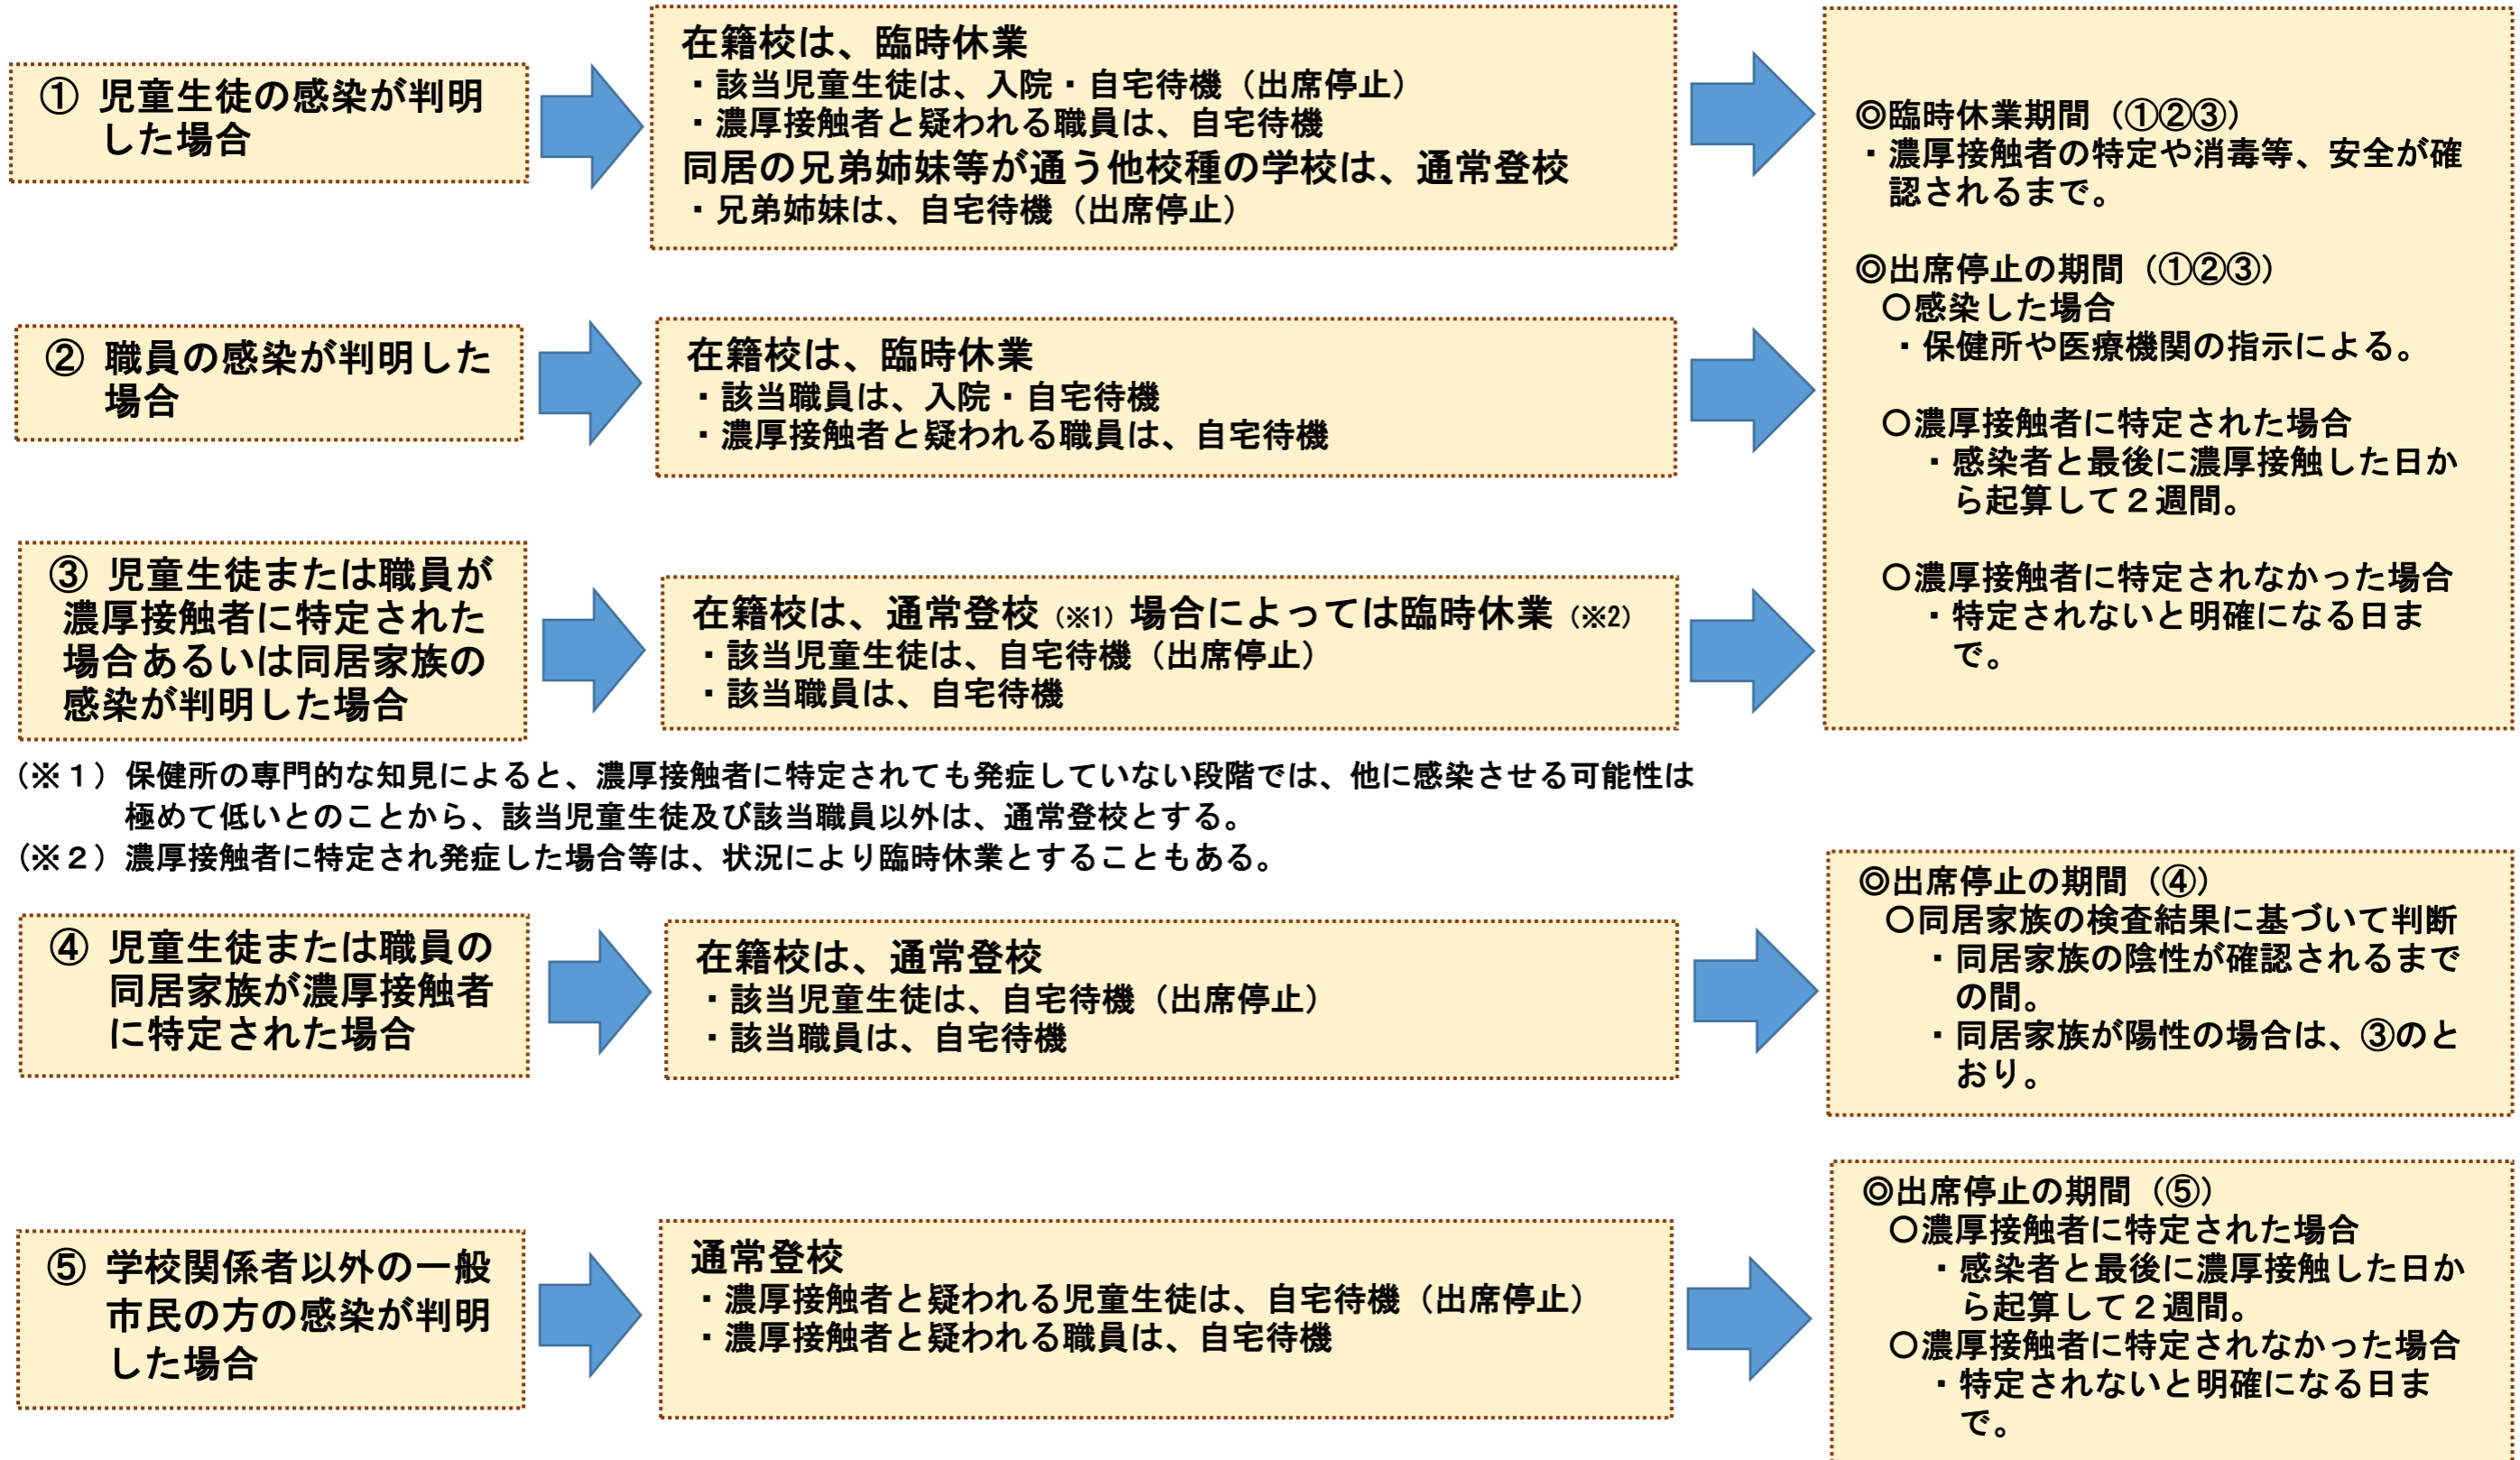 ① 児童生徒の感染が判明
した場合
在籍校は、臨時休業
・該当児童生徒は、入院・自宅待機（出席停止）
・濃厚接触者と疑われる職員は、自宅待機
同居の兄弟姉妹等が通う他校種の学校は、通常登校
・兄弟姉妹は、自宅待機（出席停止）
② 職員の感染が判明した
場合
在籍校は、臨時休業
・該当職員は、入院・自宅待機
・濃厚接触者と疑われる職員は、自宅待機
③ 児童生徒または職員が
濃厚接触者に特定された
場合あるいは同居家族の
感染が判明した場合
在籍校は、通常登校（※1）場合によっては臨時休業（※2）
・該当児童生徒は、自宅待機（出席停止）
・該当職員は、自宅待機
◎臨時休業期間（①②③）
・濃厚接触者の特定や消毒等、安全が確
認されるまで。
◎出席停止の期間（①②③）
〇感染した場合
・保健所や医療機関の指示による。
〇濃厚接触者に特定された場合
・感染者と最後に濃厚接触した日か
ら起算して２週間。
〇濃厚接触者に特定されなかった場合
・特定されないと明確になる日ま
で。
（※１）保健所の専門的な知見によると、濃厚接触者に特定されても発症していない段階では、他に感染させる可能性は
極めて低いとのことから、該当児童生徒及び該当職員以外は、通常登校とする。
（※２）濃厚接触者に特定され発症した場合等は、状況により臨時休業とすることもある。
④ 児童生徒または職員の
同居家族が濃厚接触者
に特定された場合
在籍校は、通常登校
・該当児童生徒は、自宅待機（出席停止）
・該当職員は、自宅待機
◎出席停止の期間（④）
〇同居家族の検査結果に基づいて判断
・同居家族の陰性が確認されるまで
の間。
・同居家族が陽性の場合は、③のと
おり。
⑤ 学校関係者以外の一般
市民の方の感染が判明
した場合
通常登校
・濃厚接触者と疑われる児童生徒は、自宅待機（出席停止）
・濃厚接触者と疑われる職員は、自宅待機
◎出席停止の期間（⑤）
〇濃厚接触者に特定された場合
・感染者と最後に濃厚接触した日か
ら起算して２週間。
〇濃厚接触者に特定されなかった場合
・特定されないと明確になる日ま
で。